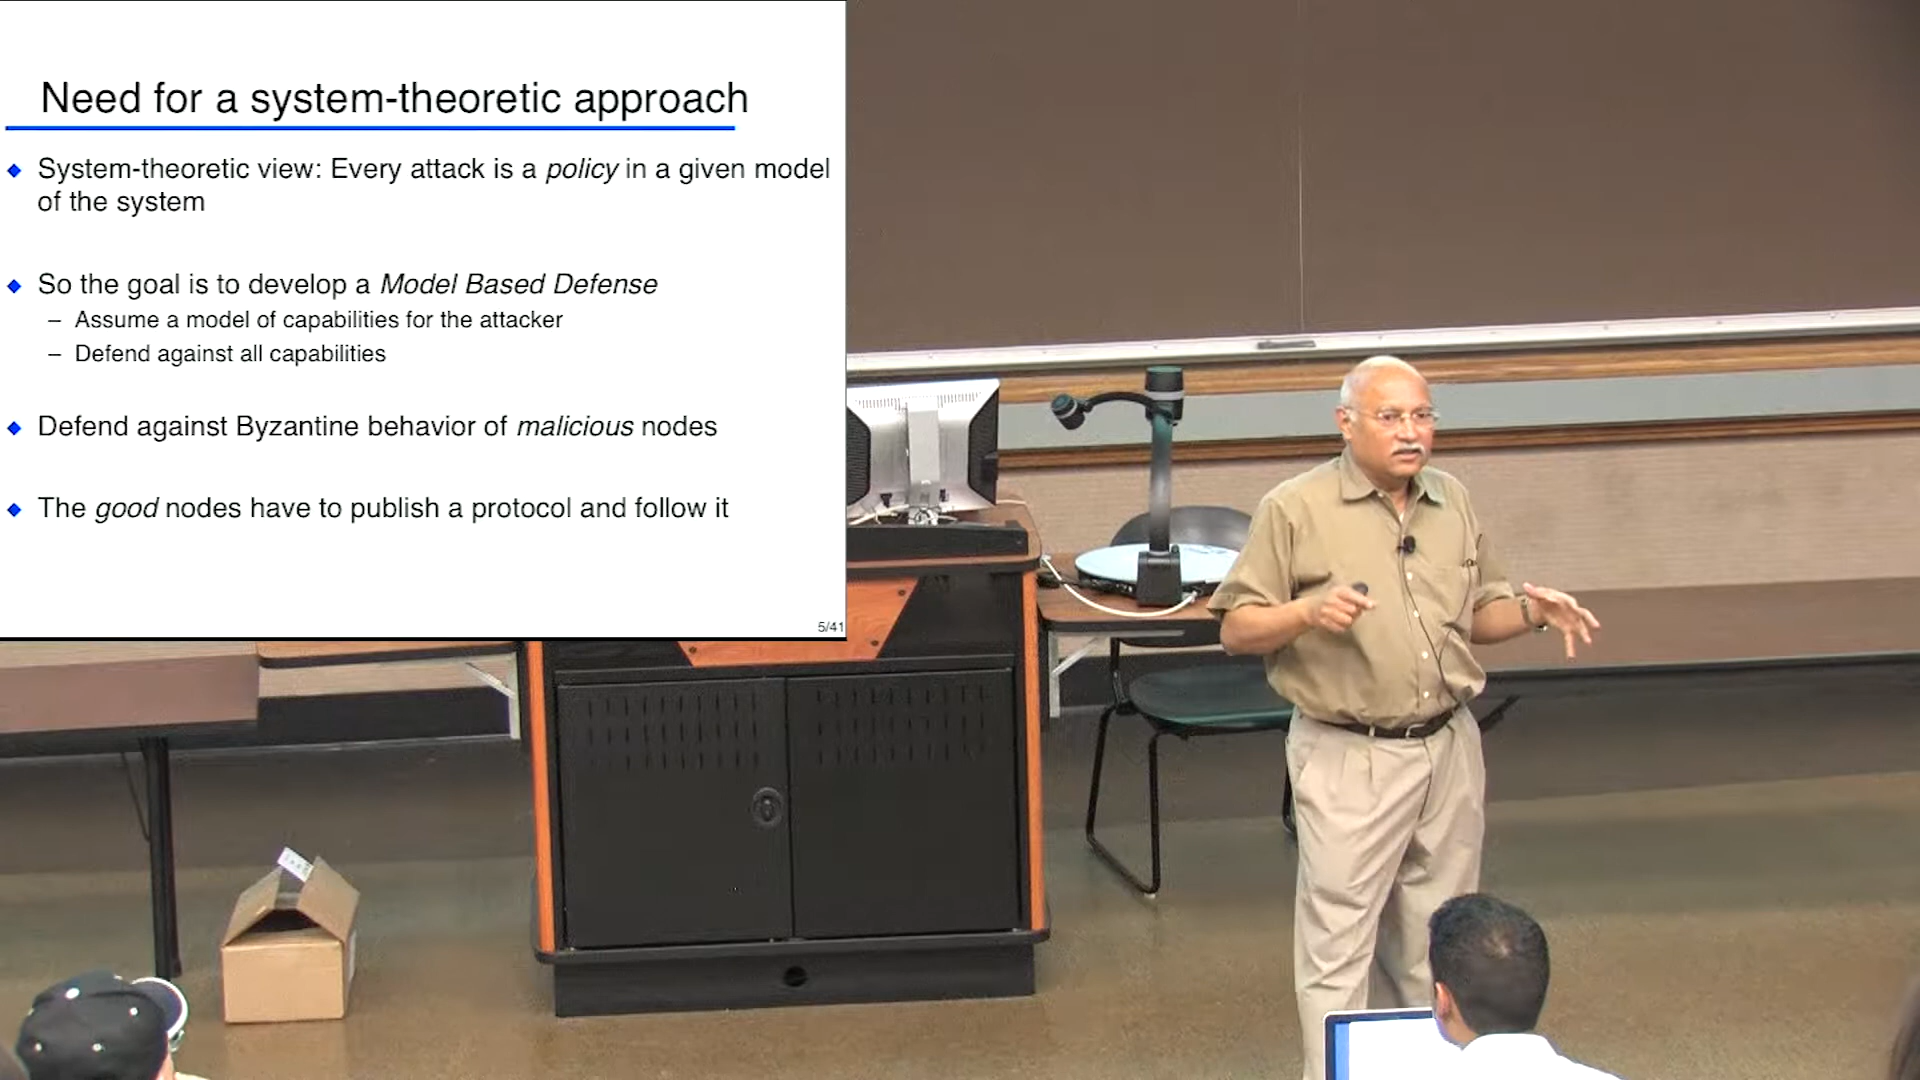 Need for a system-theoretic approach
System-theoretic view: Every attack is a policy in a given model
of the system
So the goal is to develop a Model Based Defense
– Assume a model of capabilities for the attacker
– Defend against all capabilities
Defend against Byzantine behavior of malicious nodes
The good nodes have to publish a protocol and follow it
5/41